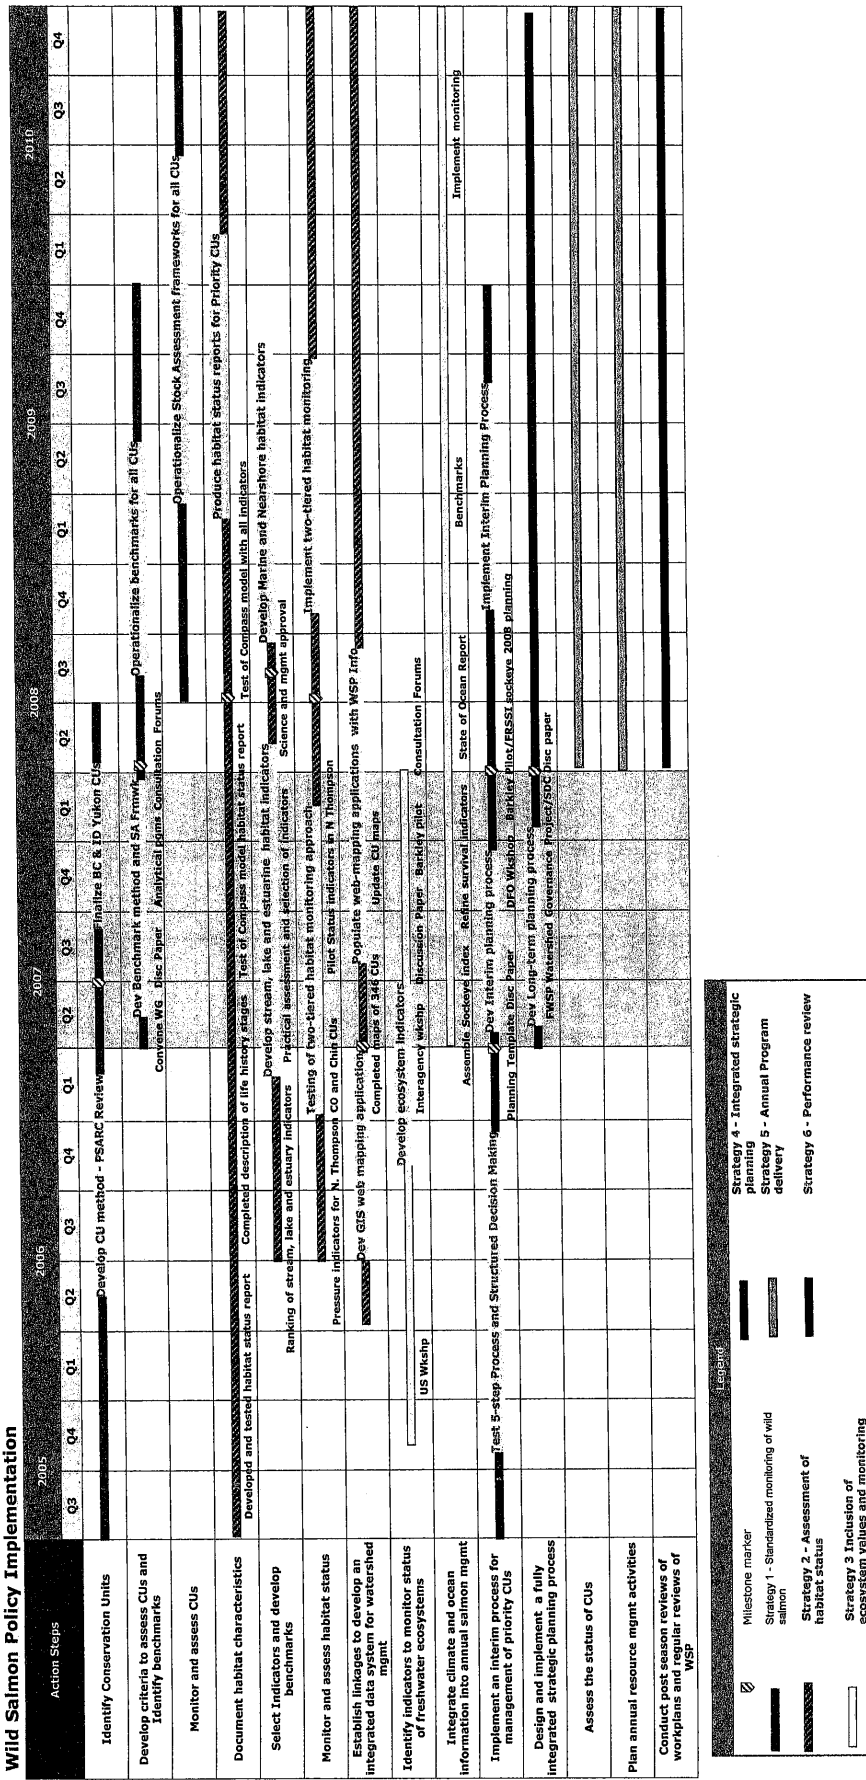 Wild Salmon Policy Implementation
Action Steps
2005
2006
2007
2008
2009
2010
Q3 Q4 Q1 Q2 Q3 Q4 Q1 Q2 Q3 Q4 Q1 Q2 Q3 Q4 Q1 Q2 Q3 Q4 Q1 Q2 Q3 Q4
Identify Conservation Units
Develop CU method - PSARC Review
Finalize BC & ID Yukon CUs
Develop criteria to assess CUs and
Identify benchmarks
Dev Benchmark method and SA Frmwk
Operationalize benchmarks for all CUs
Convene WG Disc Paper Analytical pgms Consultation Forums
Monitor and assess CUs
Operationalize Stock Assessment frameworks for all CUs
Document habitat characteristics
Produce habitat status reports for Priority CUs
Developed and tested habitat status report
Completed description of life history stages
Test of Compass model habitat status report
Test of Compass model with all indicators
Select Indicators and develop
benchmarks
Develop stream, lake and estuarine habitat indicators
Develop Marine and Nearshore habitat indicators
Ranking of stream, lake and estuary indicators
Practical assessment and selection of indicators
Science and mgmt approval
Monitor and assess habitat status
Testing of two-tiered habitat monitoring approach
Implement two-tiered habitat monitoring
Pressure indicators for N. Thompson CO and Chin CUs
Pilot Status indicators in N Thompson
Establish linkages to develop an
integrated data system for watershed
mgmt
Dev GIS web mapping application
Populate web-mapping applications with WSP Info
Completed maps of 346 CUs
Update CU maps
Identify indicators to monitor status
of freshwater ecosystems
Develop ecosystem indicators
US Wkshp
Interagency wkshp
Discussion Paper
Barkley pilot
Consultation Forums
Integrate climate and ocean
information into annual salmon mgmt
Assemble Sockeye index
Refine survival indicators
State of Ocean Report
Benchmarks
Implement monitoring
Implement an interim process for
management of priority CUs
Test 5-step Process and Structured Decision Making
Dev Interim planning process
Implement Interim Planning Process
Planning Template Disc Paper
DFO Wkshop
Barkley Pilot/FRSSI sockeye 2008 planning
Design and implement a fully
integrated strategic planning process
Dev Long-term planning process
FWSP Watershed Governance Project/SDC Disc paper
Assess the status of CUs
Plan annual resource mgmt activities
Conduct post season reviews of
workplans and regular reviews of
WSP
Legend
Milestone marker
Strategy 1 - Standardized monitoring of wild
salmon
Strategy 2 - Assessment of
habitat status
Strategy 3 Inclusion of
ecosystem values and monitoring
Strategy 4 - Integrated strategic
planning
Strategy 5 - Annual Program
delivery
Strategy 6 - Performance review